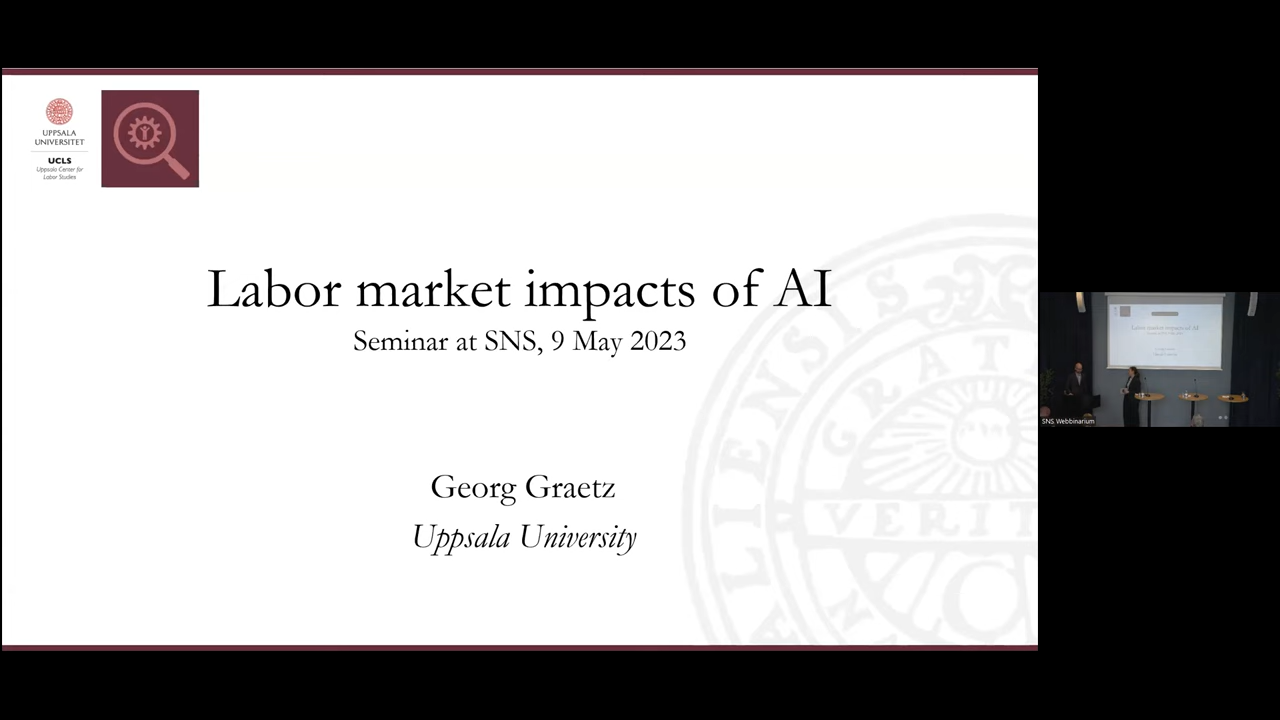 UPPSALA
UNIVERSITET
UCLS
Uppsala Center for
Labor Studies
Labor market impacts of AI
Seminar at SNS, 9 May 2023
Georg Graetz
Uppsala University
SNS Webbinarium